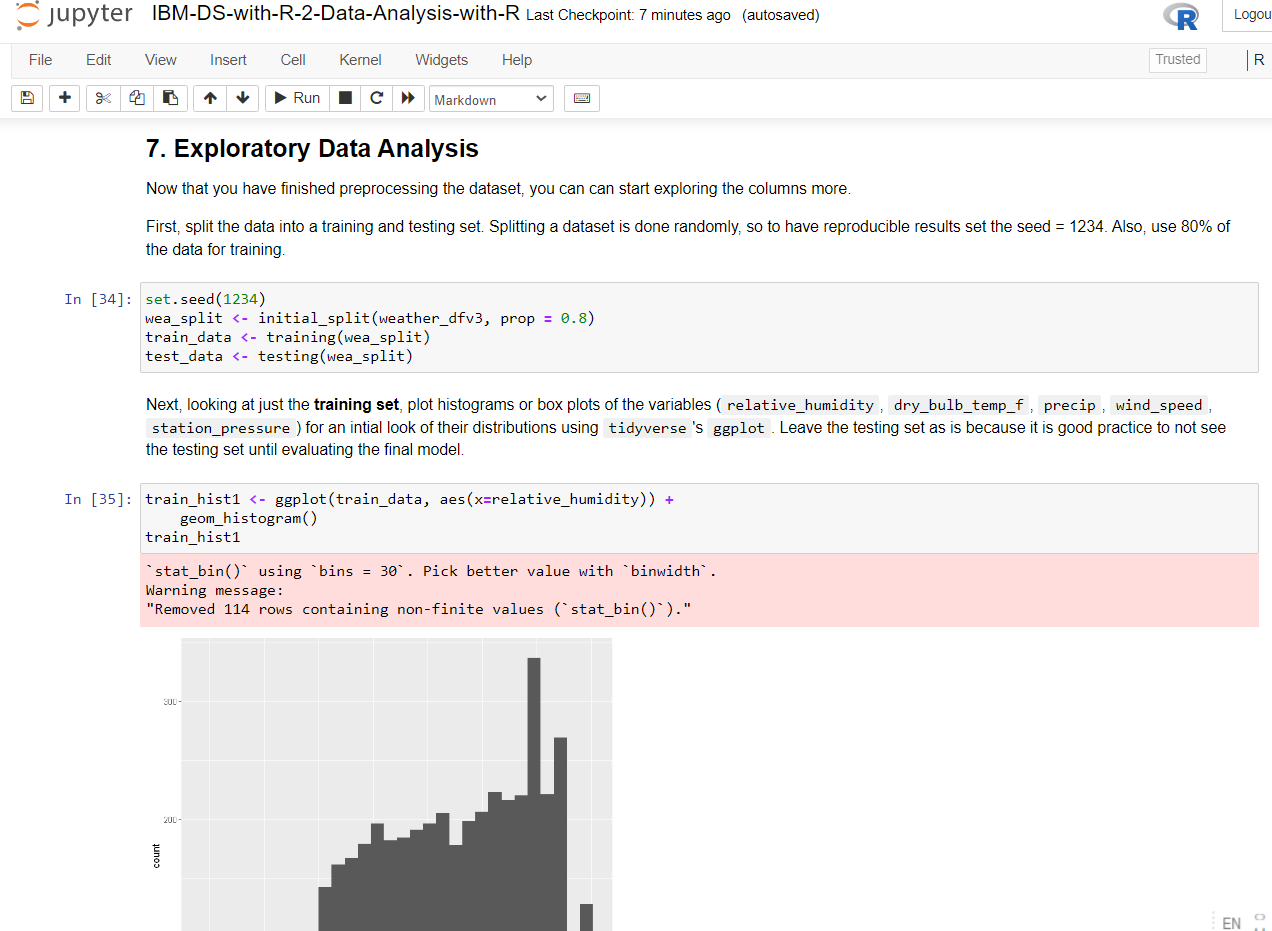 jupyter IBM-DS-with-R-2-Data-Analysis-with-R Last Checkpoint: 7 minutes ago (autosaved) R Logou
File Edit View Insert Cell Kernel Widgets Help Trusted R
Run Markdown
7. Exploratory Data Analysis
Now that you have finished preprocessing the dataset, you can can start exploring the columns more.
First, split the data into a training and testing set. Splitting a dataset is done randomly, so to have reproducible results set the seed = 1234. Also, use 80% of
the data for training.
In [34]: set.seed(1234)
wea_split <- initial_split(weather_dfv3, prop = 0.8)
train_data <- training(wea_split)
test_data <- testing(wea_split)
Next, looking at just the training set, plot histograms or box plots of the variables ( relative_humidity , dry_bulb_temp_f , precip , wind_speed ,
station_pressure ) for an intial look of their distributions using tidyverse 's ggplot . Leave the testing set as is because it is good practice to not see
the testing set until evaluating the final model.
In [35]: train_hist1 <- ggplot(train_data, aes(x=relative_humidity)) +
geom_histogram()
train_hist1
`stat_bin()` using `bins = 30`. Pick better value with `binwidth`.
Warning message:
"Removed 114 rows containing non-finite values (`stat_bin()`)."
300
200
count
EN